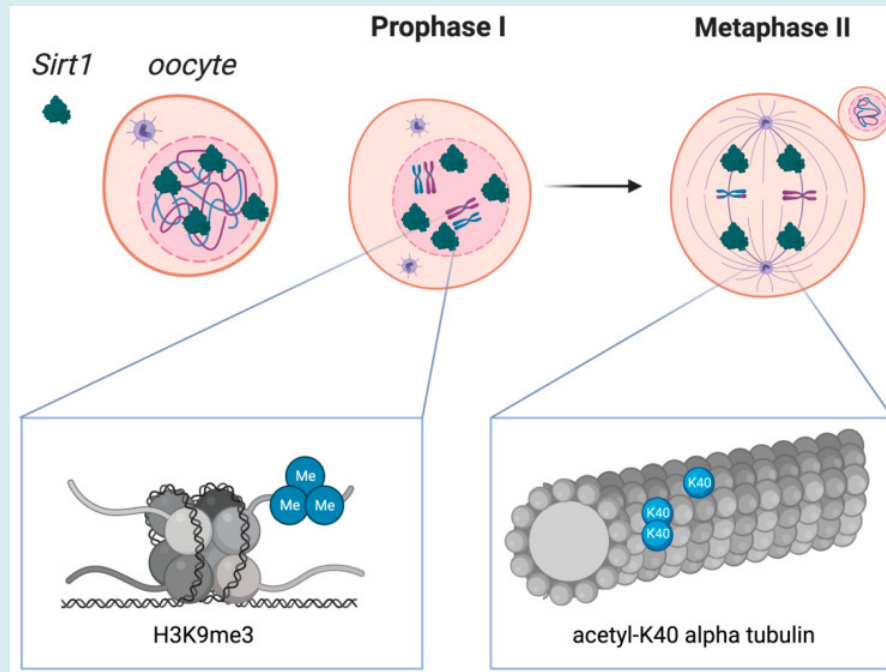 Prophase I
Metaphase II
Sirt1
oocyte
Me
Me
Me
H3K9me3
K40
K40
K40
acetyl-K40 alpha tubulin